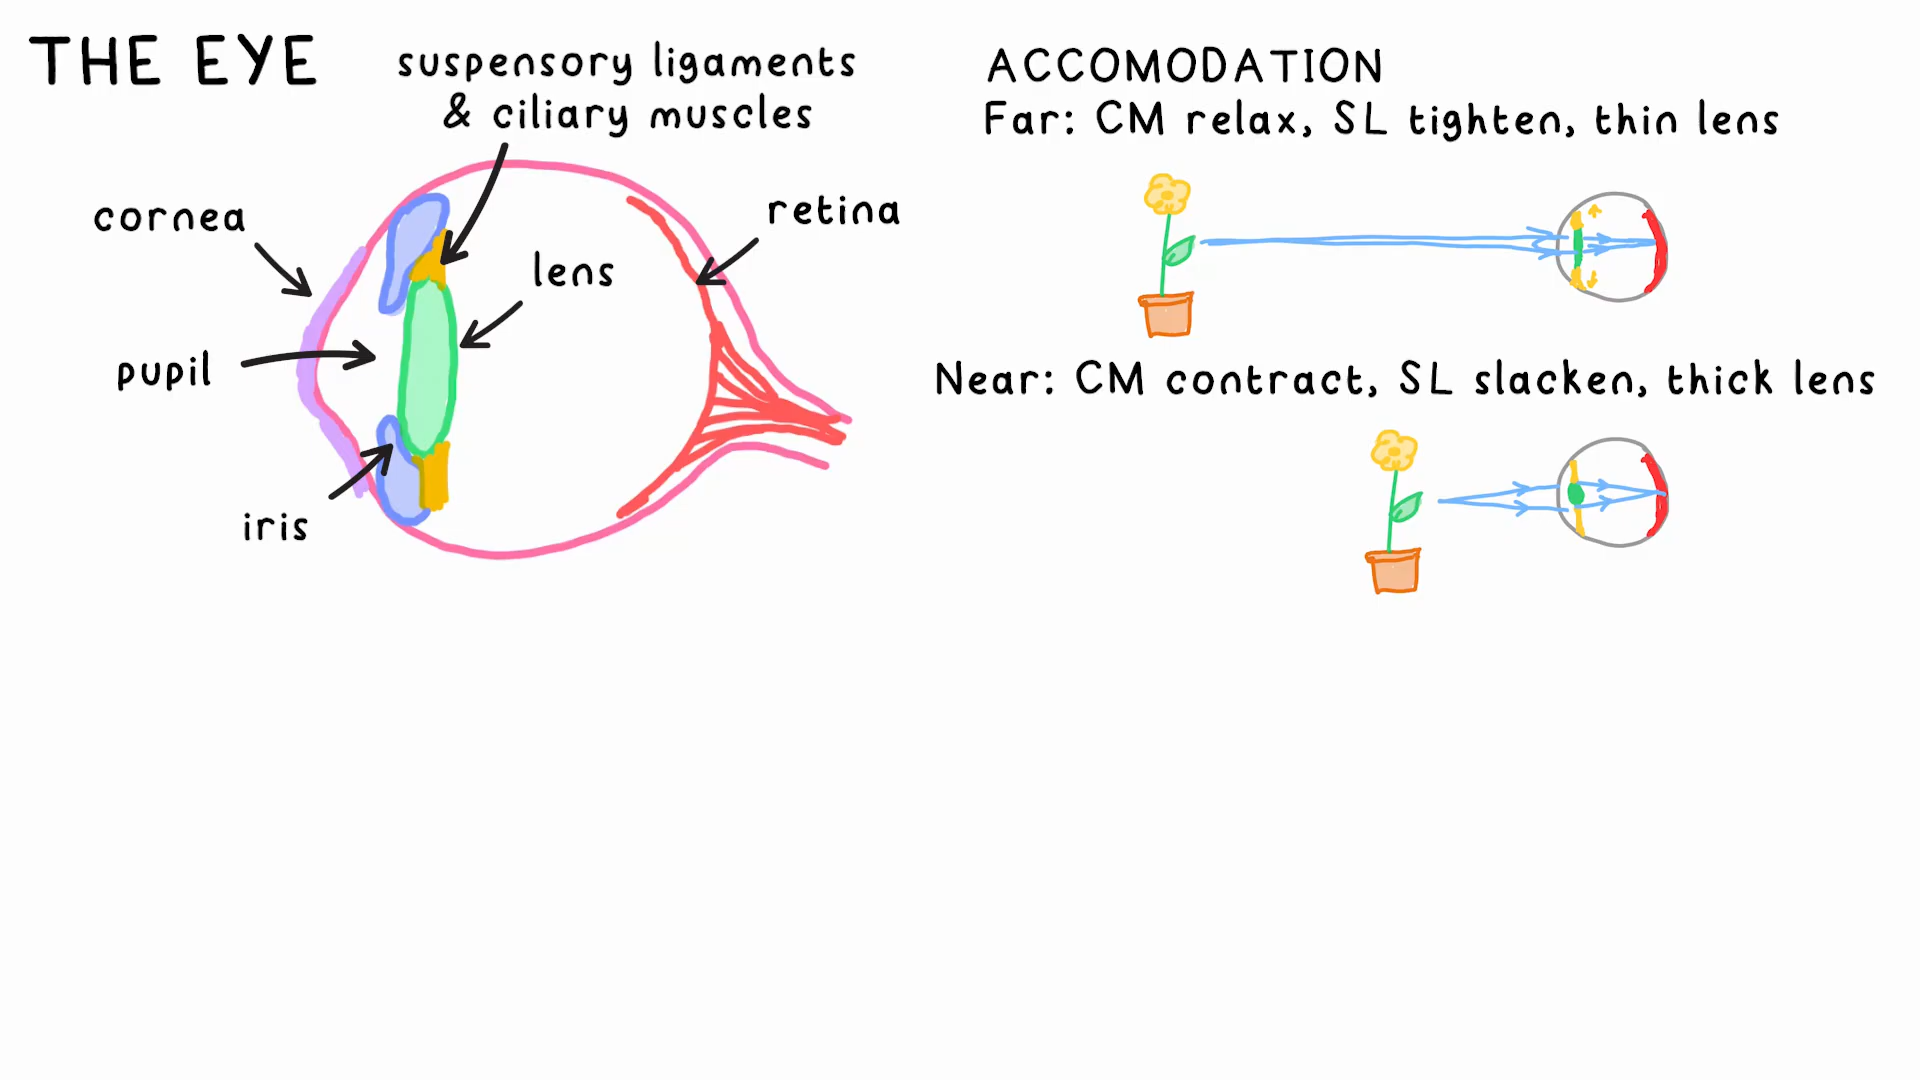 THE EYE
suspensory ligaments
& ciliary muscles
cornea
retina
lens
pupil
iris
ACCOMODATION
Far: CM relax, SL tighten, thin lens
Near: CM contract, SL slacken, thick lens